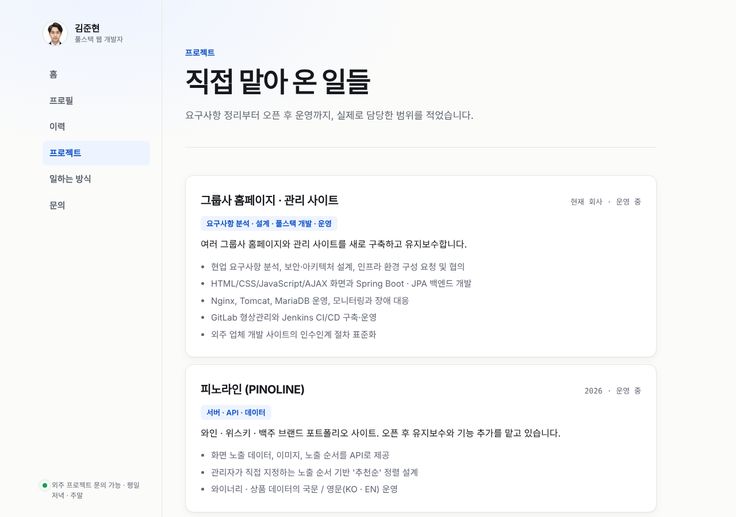 김준현
풀스택 웹 개발자
홈
프로필
이력
프로젝트
일하는 방식
문의
외주 프로젝트 문의 가능 · 평일
저녁 · 주말
프로젝트
직접 맡아 온 일들
요구사항 정리부터 오픈 후 운영까지, 실제로 담당한 범위를 적었습니다.
그룹사 홈페이지 · 관리 사이트
현재 회사 · 운영 중
요구사항 분석 · 설계 · 풀스택 개발 · 운영
여러 그룹사 홈페이지와 관리 사이트를 새로 구축하고 유지보수합니다.
• 현업 요구사항 분석, 보안·아키텍처 설계, 인프라 환경 구성 요청 및 협의
• HTML/CSS/JavaScript/AJAX 화면과 Spring Boot · JPA 백엔드 개발
• Nginx, Tomcat, MariaDB 운영, 모니터링과 장애 대응
• GitLab 형상관리와 Jenkins CI/CD 구축·운영
• 외주 업체 개발 사이트의 인수인계 절차 표준화
피노라인 (PINOLINE)
2026 · 운영 중
서버 · API · 데이터
와인 · 위스키 · 백주 브랜드 포트폴리오 사이트. 오픈 후 유지보수와 기능 추가를 맡고 있습니다.
• 화면 노출 데이터, 이미지, 노출 순서를 API로 제공
• 관리자가 직접 지정하는 노출 순서 기반 '추천순' 정렬 설계
• 와이너리 · 상품 데이터의 국문 / 영문(KO · EN) 운영